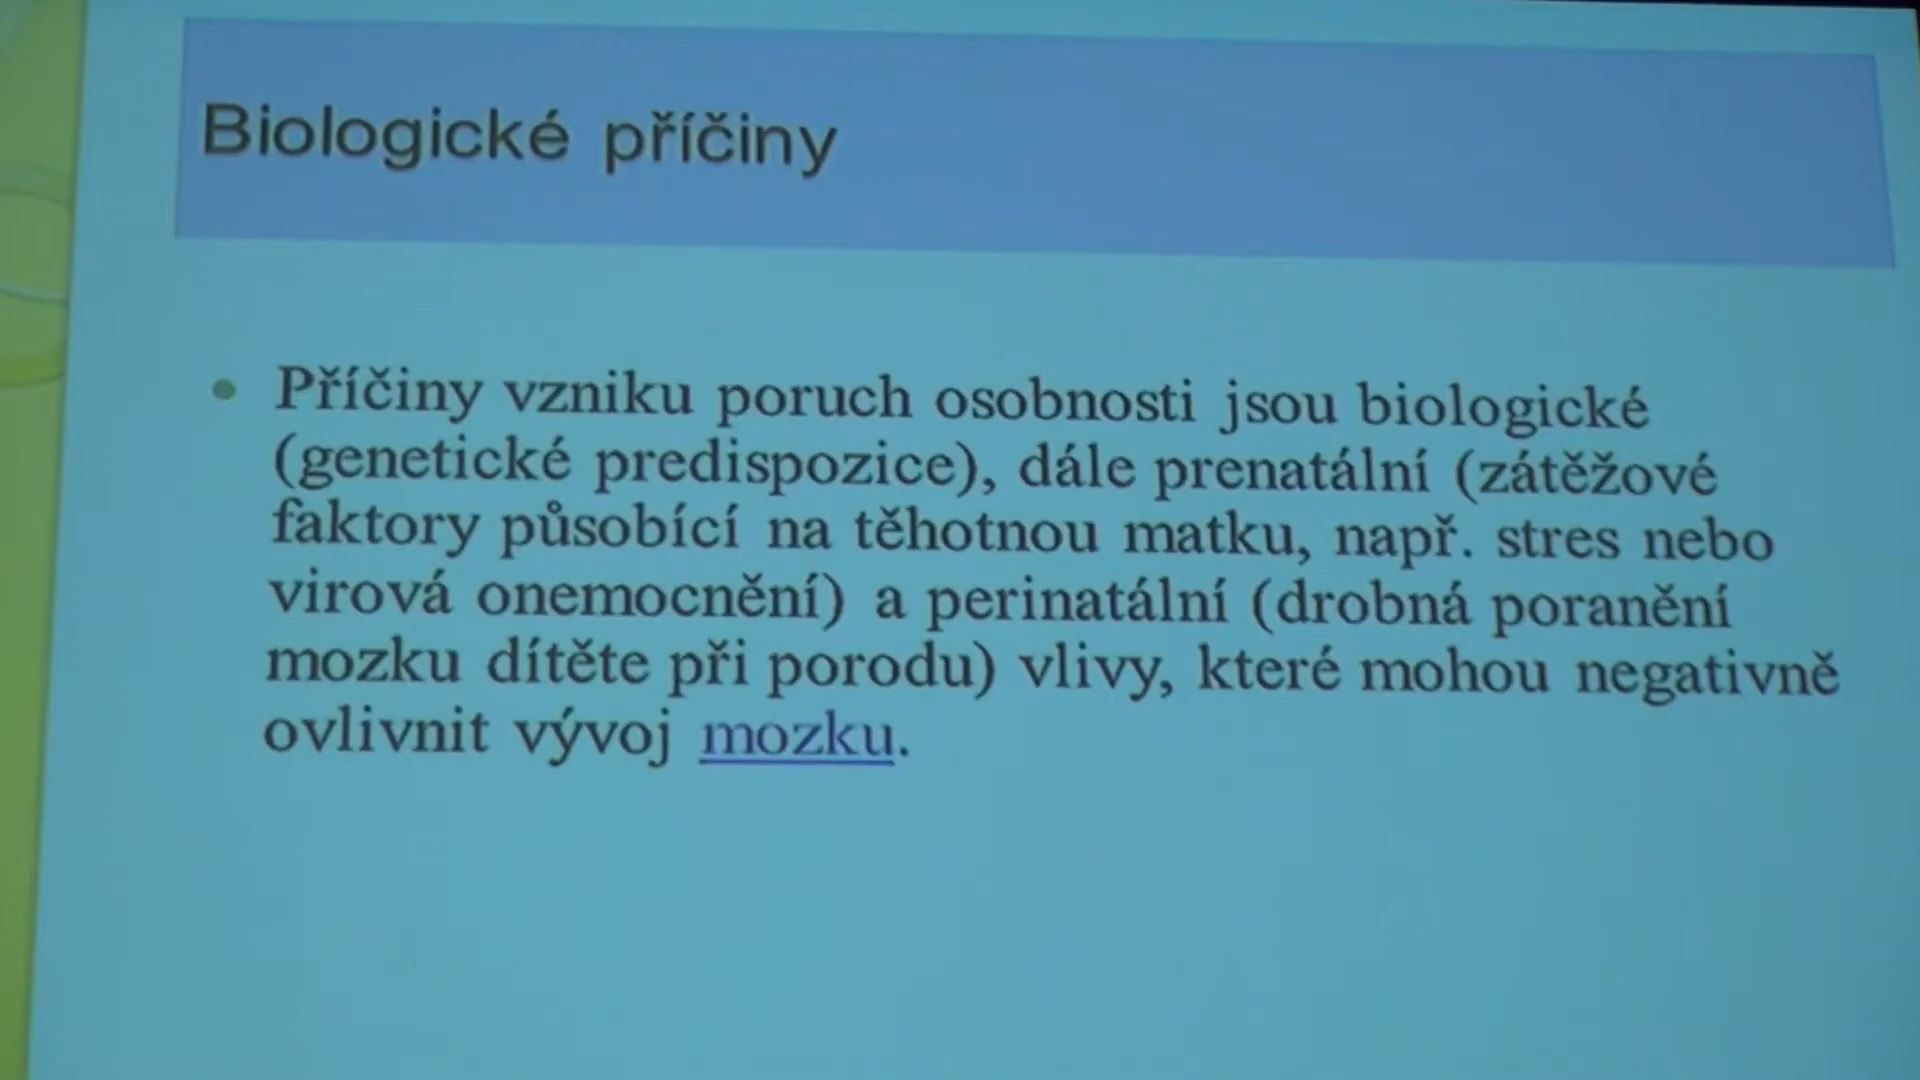 Biologické příčiny
• Příčiny vzniku poruch osobnosti jsou biologické
(genetické predispozice), dále prenatální (zátěžové
faktory působící na těhotnou matku, např. stres nebo
virová onemocnění) a perinatální (drobná poranění
mozku dítěte při porodu) vlivy, které mohou negativně
ovlivnit vývoj mozku.